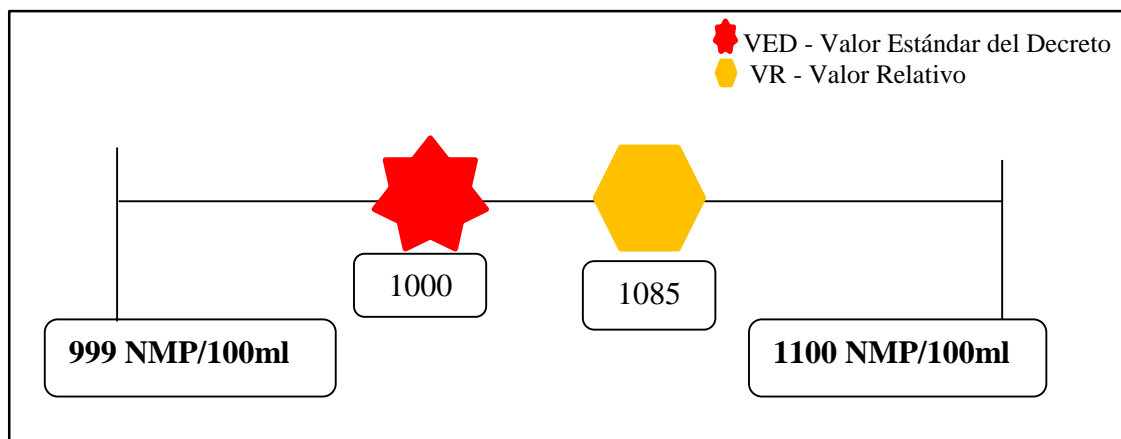 VED - Valor Estándar del Decreto
VR - Valor Relativo
1000
1085
999 NMP/100ml
1100 NMP/100ml